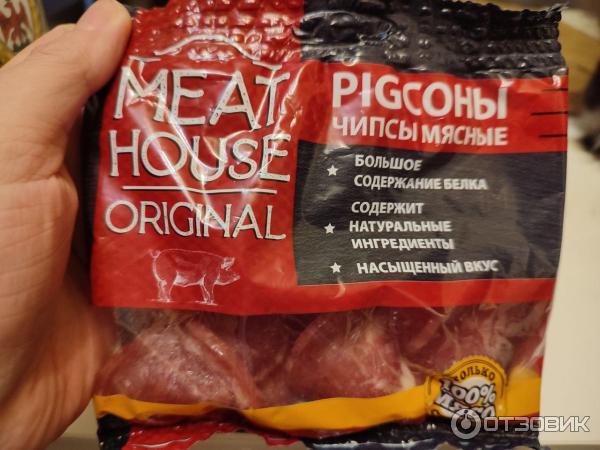 MEAT
HOUSE
ORIGINAL
PIGСОНЫ
ЧИПСЫ МЯСНЫЕ
БОЛЬШОЕ
СОДЕРЖАНИЕ БЕЛКА
СОДЕРЖИТ
НАТУРАЛЬНЫЕ
ИНГРЕДИЕНТЫ
НАСЫЩЕННЫЙ ВКУС
ТОЛЬКО
100%
ОТЗОВИК